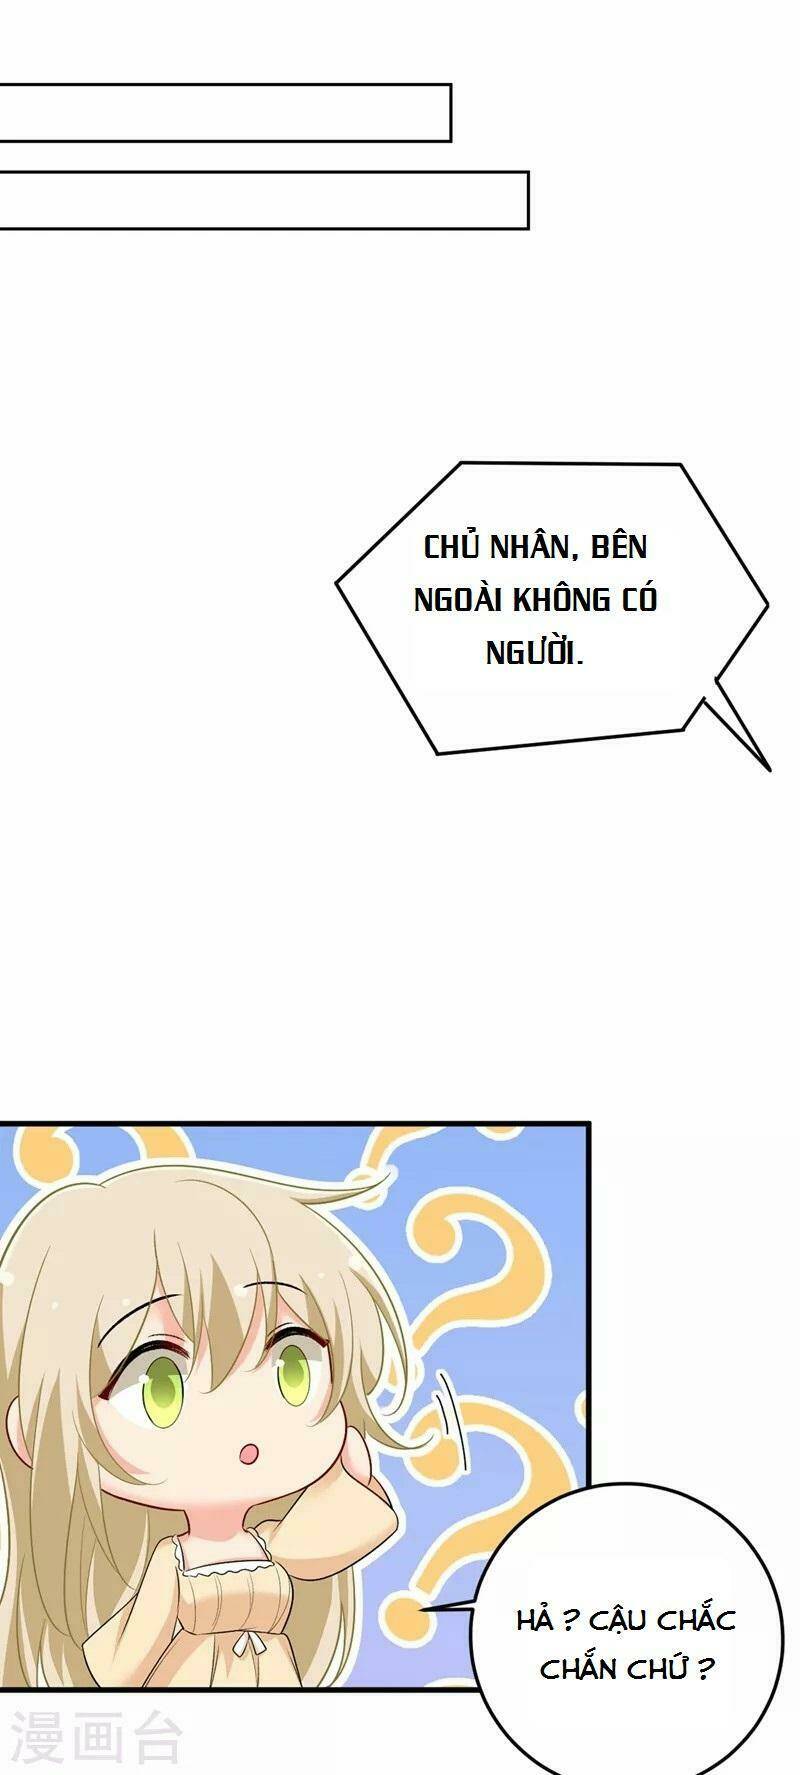 CHỦ NHÂN, BÊN
NGOÀI KHÔNG CÓ
NGƯỜI.
HẢ ? CẬU CHẮC
CHẮN CHỨ ?
漫画台